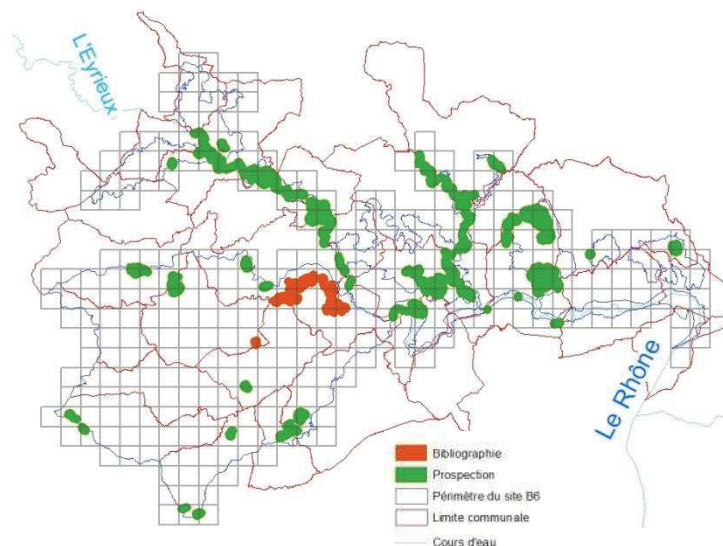 L'Eyrieux
Le Rhône
Bibliographie
Prospection
Périmètre du site B6
Limite communale
Cours d'eau